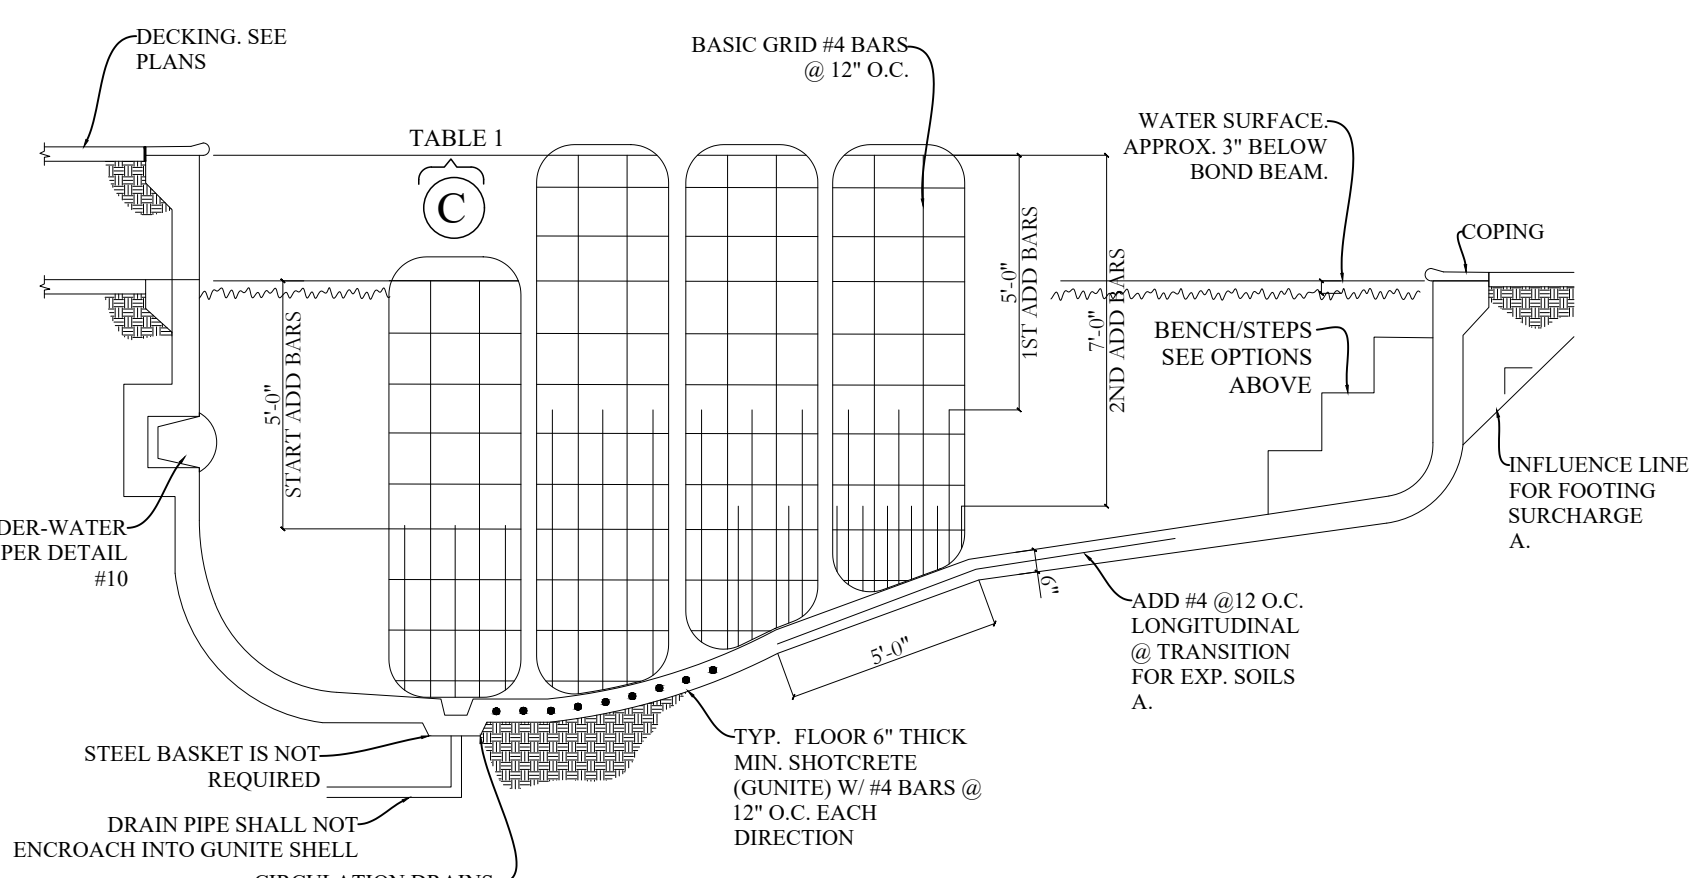 DECKING. SEE
PLANS
BASIC GRID #4 BARS
@ 12" O.C.
TABLE 1
C
WATER SURFACE.
APPROX. 3" BELOW
BOND BEAM.
COPING
5'-0"
1ST ADD BARS
7'-0"
2ND ADD BARS
5'-0"
START ADD BARS
BENCH/STEPS
SEE OPTIONS
ABOVE
INFLUENCE LINE
FOR FOOTING
SURCHARGE
A.
DER-WATER
PER DETAIL
#10
6"
ADD #4 @12 O.C.
LONGITUDINAL
@ TRANSITION
FOR EXP. SOILS
A.
5'-0"
TYP. FLOOR 6" THICK
MIN. SHOTCRETE
(GUNITE) W/ #4 BARS @
12" O.C. EACH
DIRECTION
STEEL BASKET IS NOT
REQUIRED
DRAIN PIPE SHALL NOT
ENCROACH INTO GUNITE SHELL
CIRCULATION DRAINS